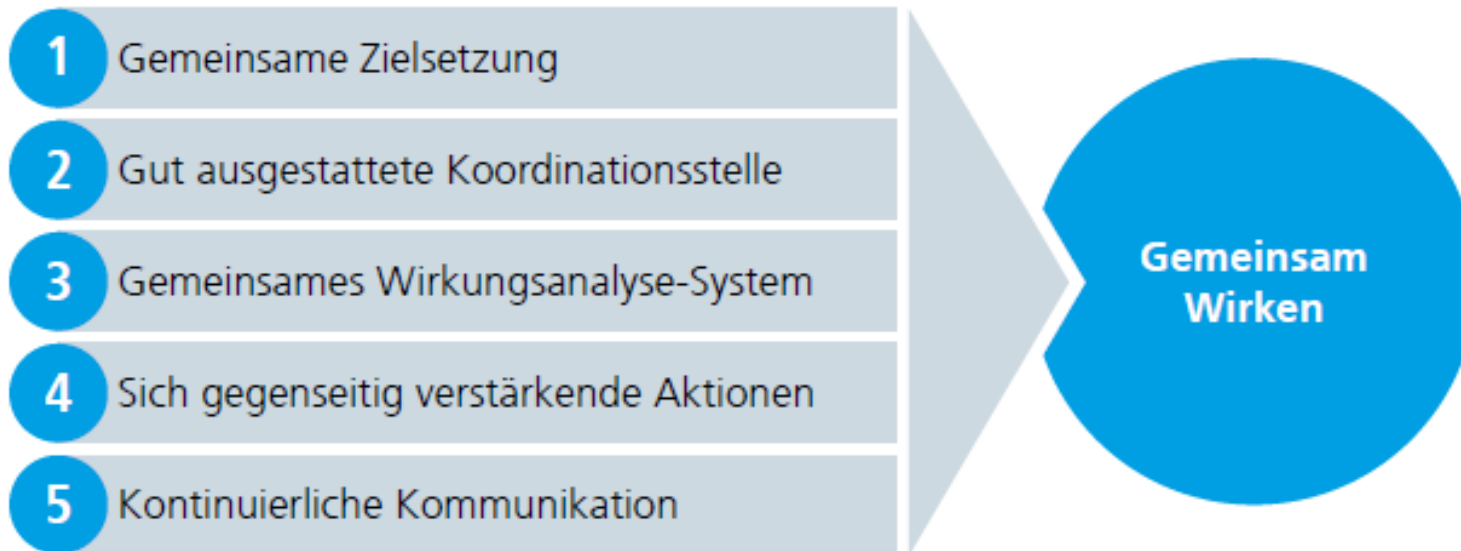 1 Gemeinsame Zielsetzung
2 Gut ausgestattete Koordinationsstelle
3 Gemeinsames Wirkungsanalyse-System
4 Sich gegenseitig verstärkende Aktionen
5 Kontinuierliche Kommunikation
Gemeinsam
Wirken